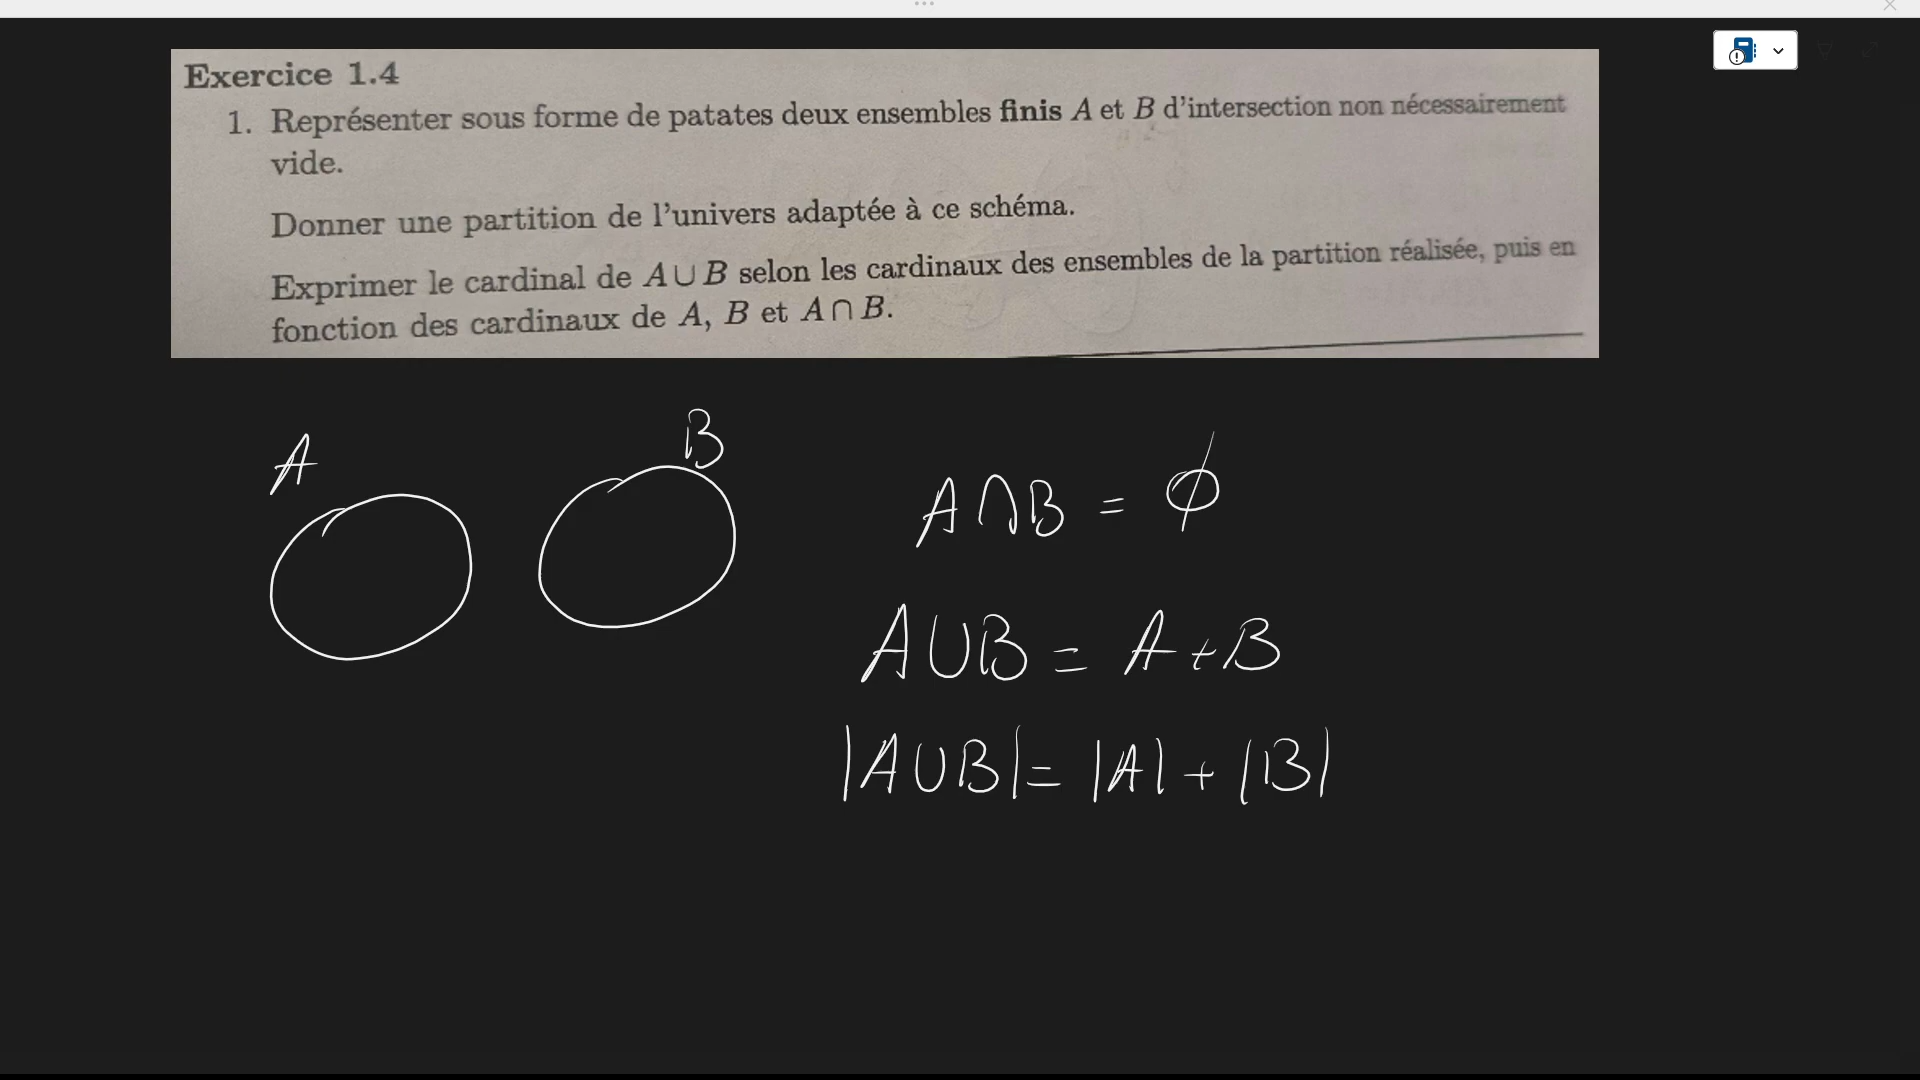 Exercice 1.4
1. Représenter sous forme de patates deux ensembles finis A et B d'intersection non nécessairement
vide.
Donner une partition de l'univers adaptée à ce schéma.
Exprimer le cardinal de A ∪ B selon les cardinaux des ensembles de la partition réalisée, puis en
fonction des cardinaux de A, B et A ∩ B.
A
B
A ∩ B = ϕ
A ∪ B = A + B
|A ∪ B| = |A| + |B|